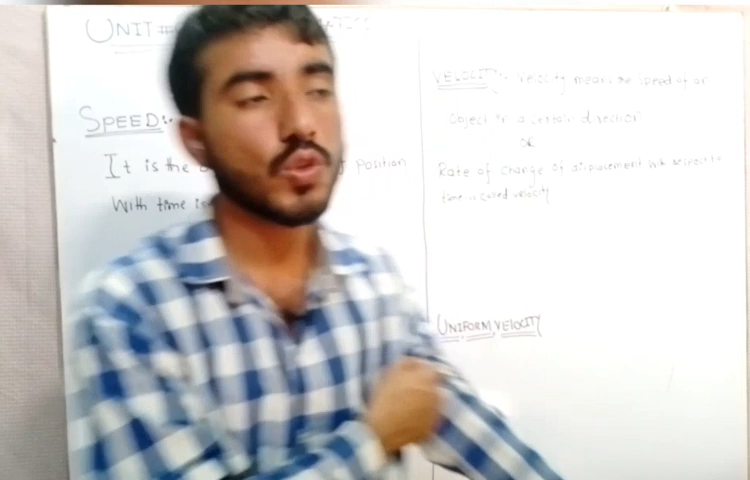 UNIT #
SPEED:-
It is the position
With time is
VELOCITY:- Velocity means the speed of an
Object in a certain direction
OR
Rate of change of displacement with respect to
time is called velocity
UNIFORM VELOCITY